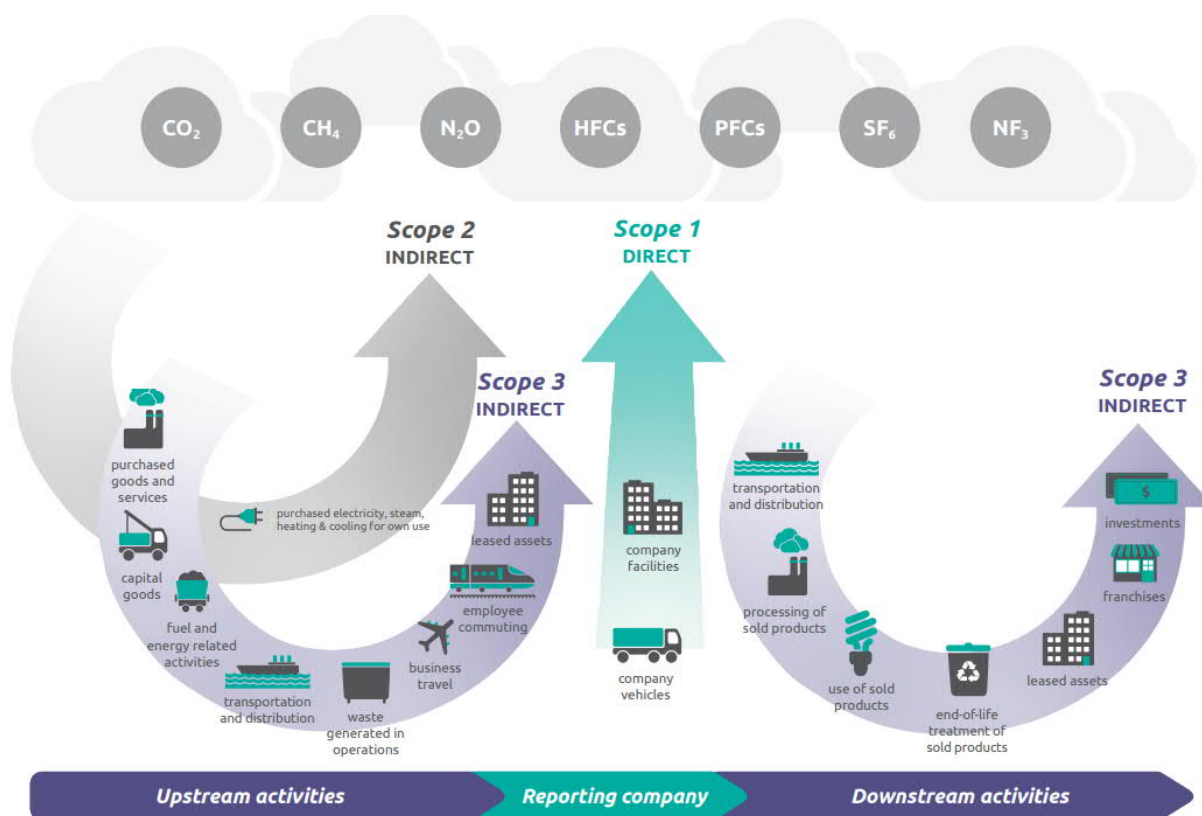 CO₂
CH₄
N₂O
HFCs
PFCs
SF₆
NF₃
Scope 2
INDIRECT
Scope 1
DIRECT
Scope 3
INDIRECT
Scope 3
INDIRECT
purchased
goods and
services
capital
goods
fuel and
energy related
activities
purchased electricity, steam,
heating & cooling for own use
transportation
and distribution
waste
generated in
operations
business
travel
employee
commuting
leased assets
company
facilities
company
vehicles
transportation
and distribution
processing of
sold products
use of sold
products
end-of-life
treatment of
sold products
leased assets
franchises
$
investments
Upstream activities
Reporting company
Downstream activities